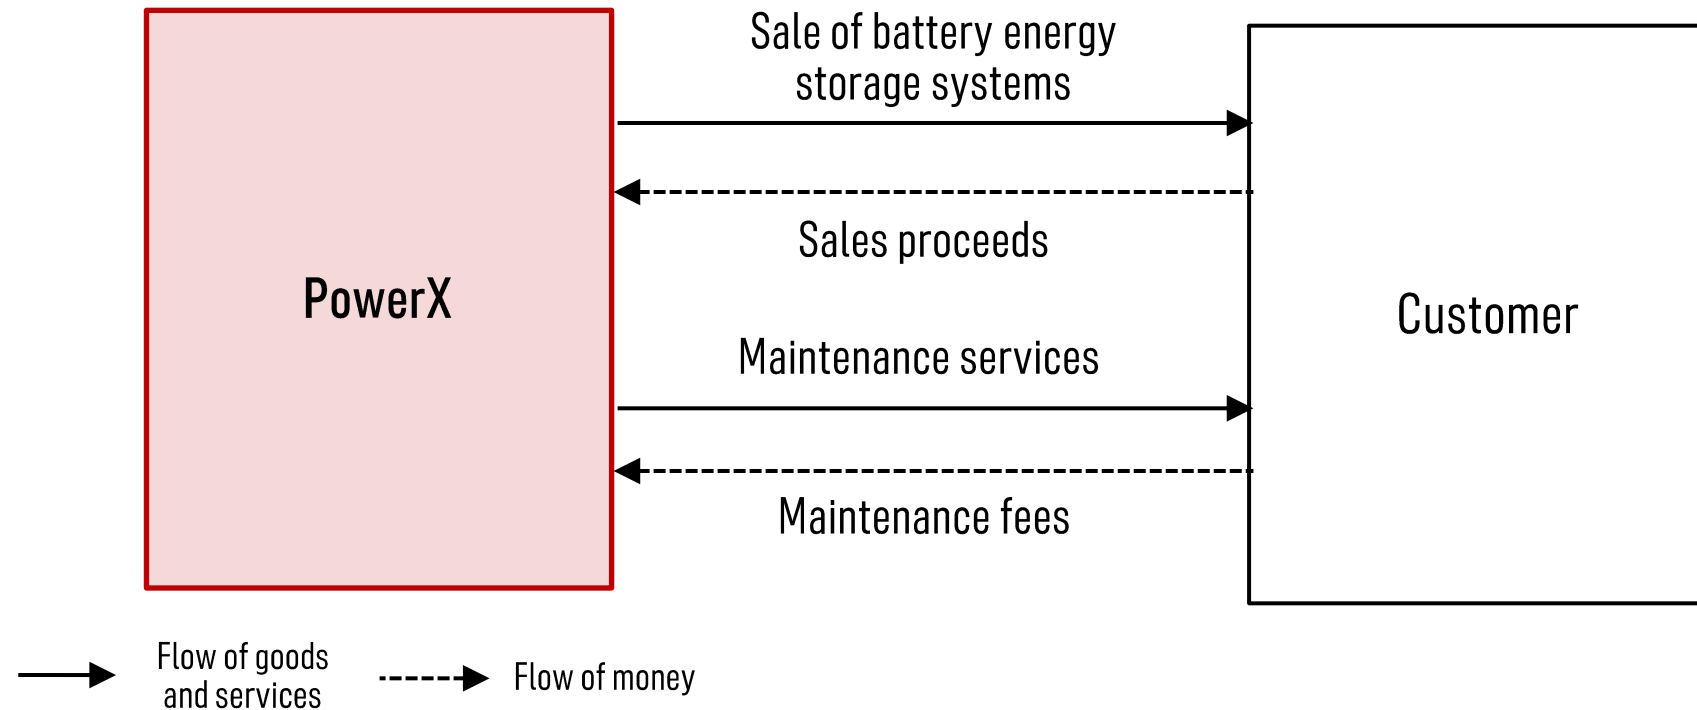 Sale of battery energy
storage systems
Sales proceeds
PowerX
Customer
Maintenance services
Maintenance fees
Flow of goods
and services
Flow of money